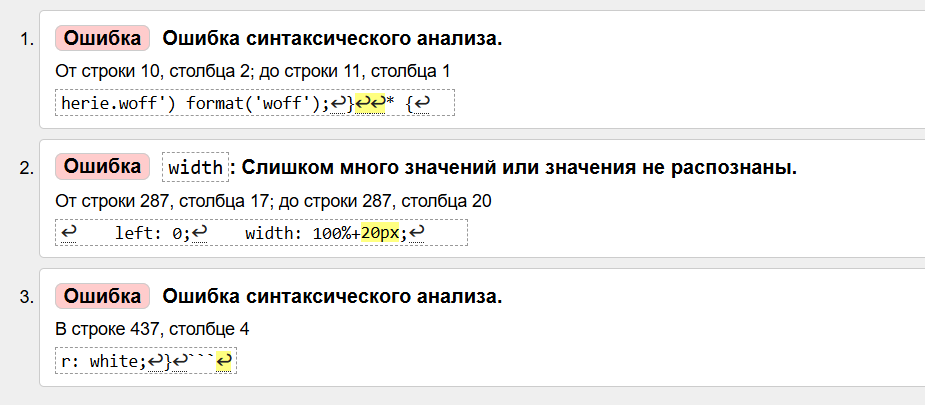 1. Ошибка Ошибка синтаксического анализа.
От строки 10, столбца 2; до строки 11, столбца 1
herie.woff') format('woff');↩}↩↩* {↩
2. Ошибка width: Слишком много значений или значения не распознаны.
От строки 287, столбца 17; до строки 287, столбца 20
↩    left: 0;↩    width: 100%+20px;↩
3. Ошибка Ошибка синтаксического анализа.
В строке 437, столбце 4
r: white;↩}↩```↩